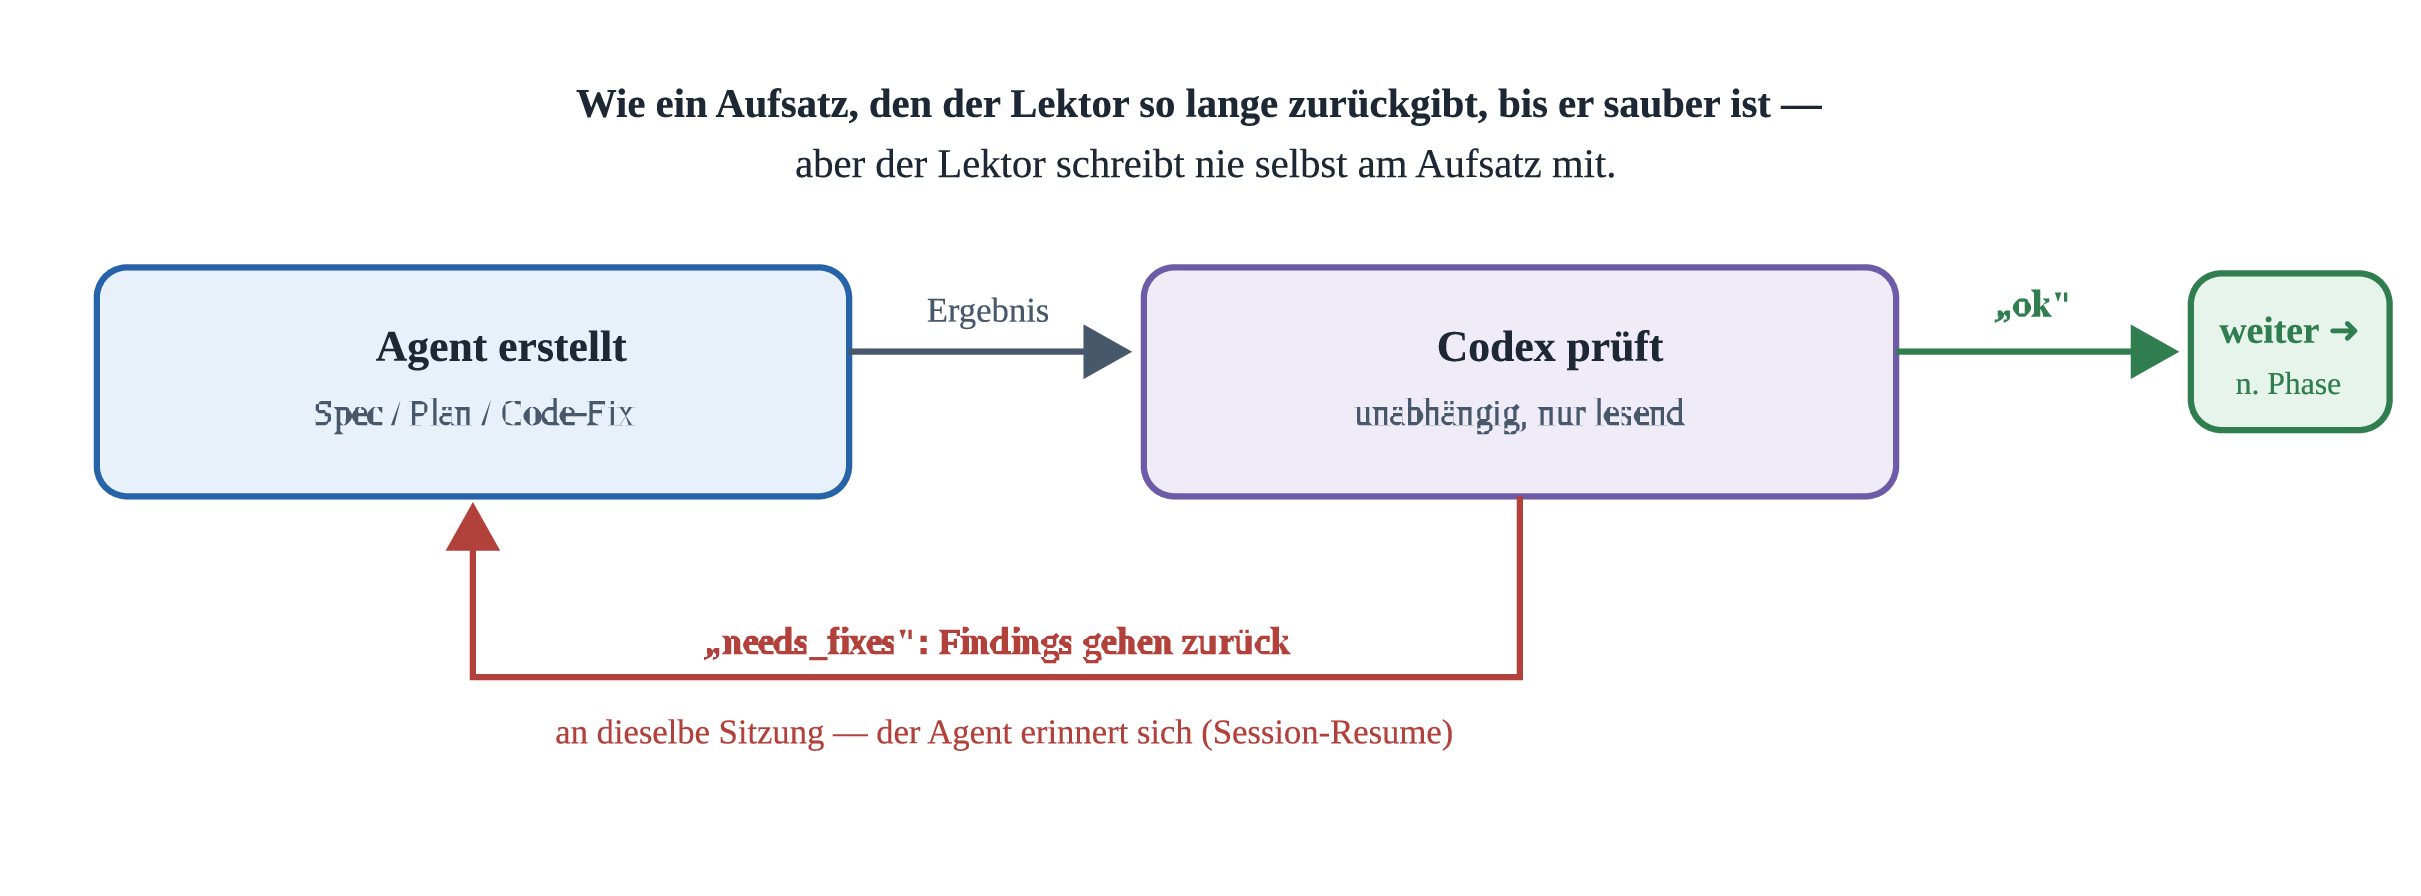 Wie ein Aufsatz, den der Lektor so lange zurückgibt, bis er sauber ist —
aber der Lektor schreibt nie selbst am Aufsatz mit.
Agent erstellt
Spec / Plan / Code-Fix
Ergebnis
Codex prüft
unabhängig, nur lesend
„ok"
weiter ➜
n. Phase
„needs_fixes": Findings gehen zurück
an dieselbe Sitzung — der Agent erinnert sich (Session-Resume)